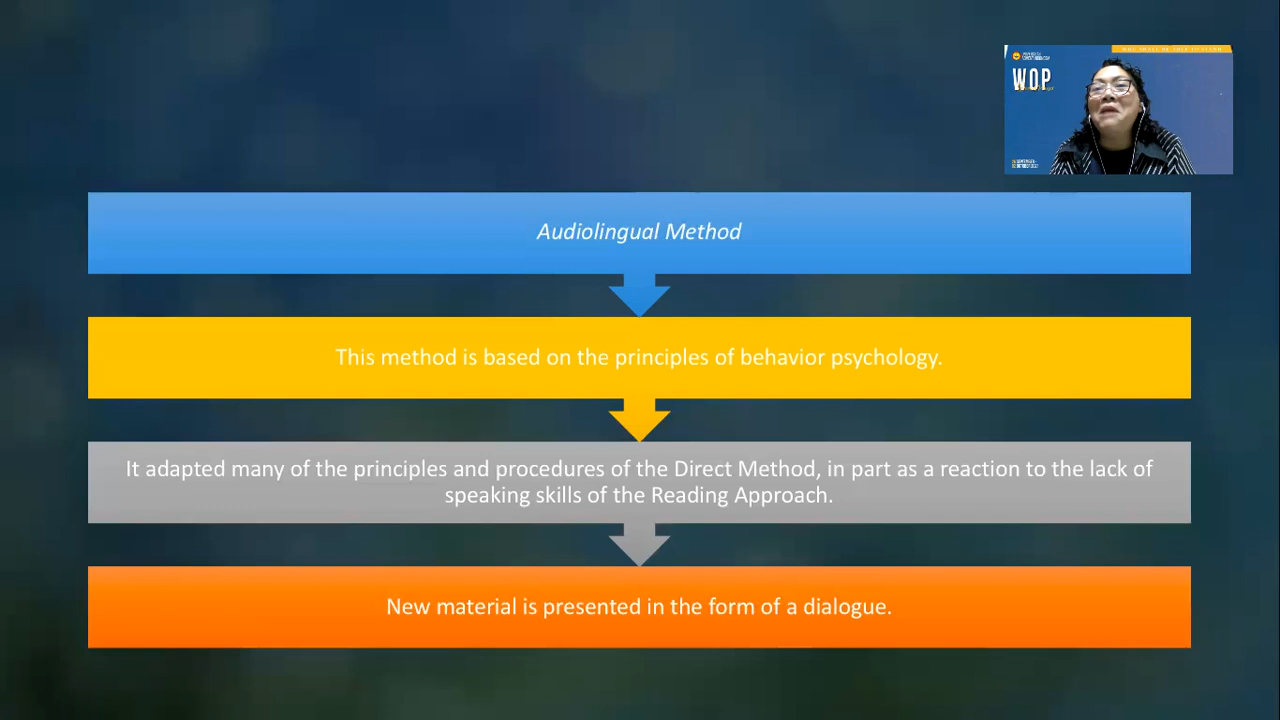 WOP
Audiolingual Method
This method is based on the principles of behavior psychology.
It adapted many of the principles and procedures of the Direct Method, in part as a reaction to the lack of
speaking skills of the Reading Approach.
New material is presented in the form of a dialogue.